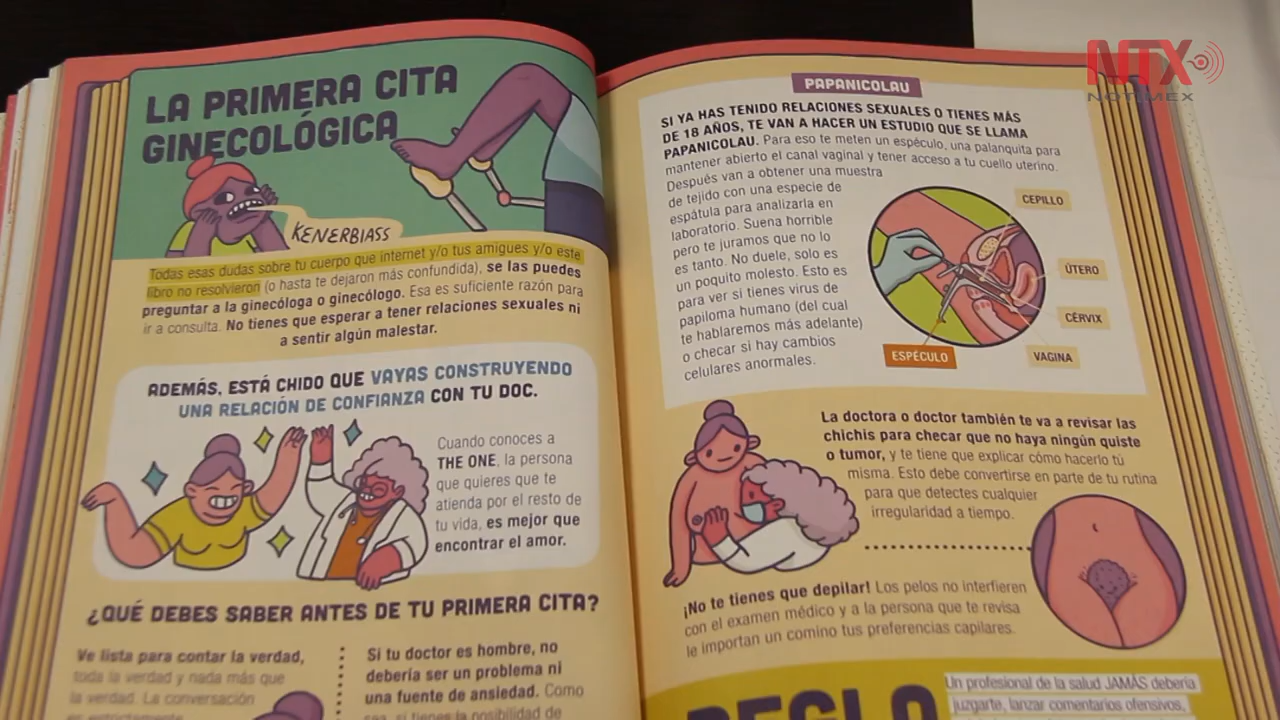 NTX
NOTIMEX
LA PRIMERA CITA
GINECOLÓGICA
KENERBIASS
Todas esas dudas sobre tu cuerpo que internet y/o tus amigues y/o este
libro no resolvieron (o hasta te dejaron más confundida), se las puedes
preguntar a la ginecóloga o ginecólogo. Esa es suficiente razón para
ir a consulta. No tienes que esperar a tener relaciones sexuales ni
a sentir algún malestar.
ADEMÁS, ESTÁ CHIDO QUE VAYAS CONSTRUYENDO
UNA RELACIÓN DE CONFIANZA CON TU DOC.
Cuando conoces a
THE ONE, la persona
que quieres que te
atienda por el resto de
tu vida, es mejor que
encontrar el amor.
¿QUÉ DEBES SABER ANTES DE TU PRIMERA CITA?
Ve lista para contar la verdad,
toda la verdad y nada más que
la verdad. La conversación
es estrictamente
Si tu doctor es hombre, no
debería ser un problema ni
una fuente de ansiedad. Como
sea, si tienes la posibilidad de
PAPANICOLAU
SI YA HAS TENIDO RELACIONES SEXUALES O TIENES MÁS
DE 18 AÑOS, TE VAN A HACER UN ESTUDIO QUE SE LLAMA
PAPANICOLAU. Para eso te meten un espéculo, una palanquita para
mantener abierto el canal vaginal y tener acceso a tu cuello uterino.
Después van a obtener una muestra
de tejido con una especie de
espátula para analizarla en
laboratorio. Suena horrible
pero te juramos que no lo
es tanto. No duele, solo es
un poquito molesto. Esto es
para ver si tienes virus de
papiloma humano (del cual
te hablaremos más adelante)
o checar si hay cambios
celulares anormales.
CEPILLO
ÚTERO
CÉRVIX
VAGINA
ESPÉCULO
La doctora o doctor también te va a revisar las
chichis para checar que no haya ningún quiste
o tumor, y te tiene que explicar cómo hacerlo tú
misma. Esto debe convertirse en parte de tu rutina
para que detectes cualquier
irregularidad a tiempo.
¡No te tienes que depilar! Los pelos no interfieren
con el examen médico y a la persona que te revisa
le importan un comino tus preferencias capilares.
REGLO
Un profesional de la salud JAMÁS debería
juzgarte, lanzar comentarios ofensivos,